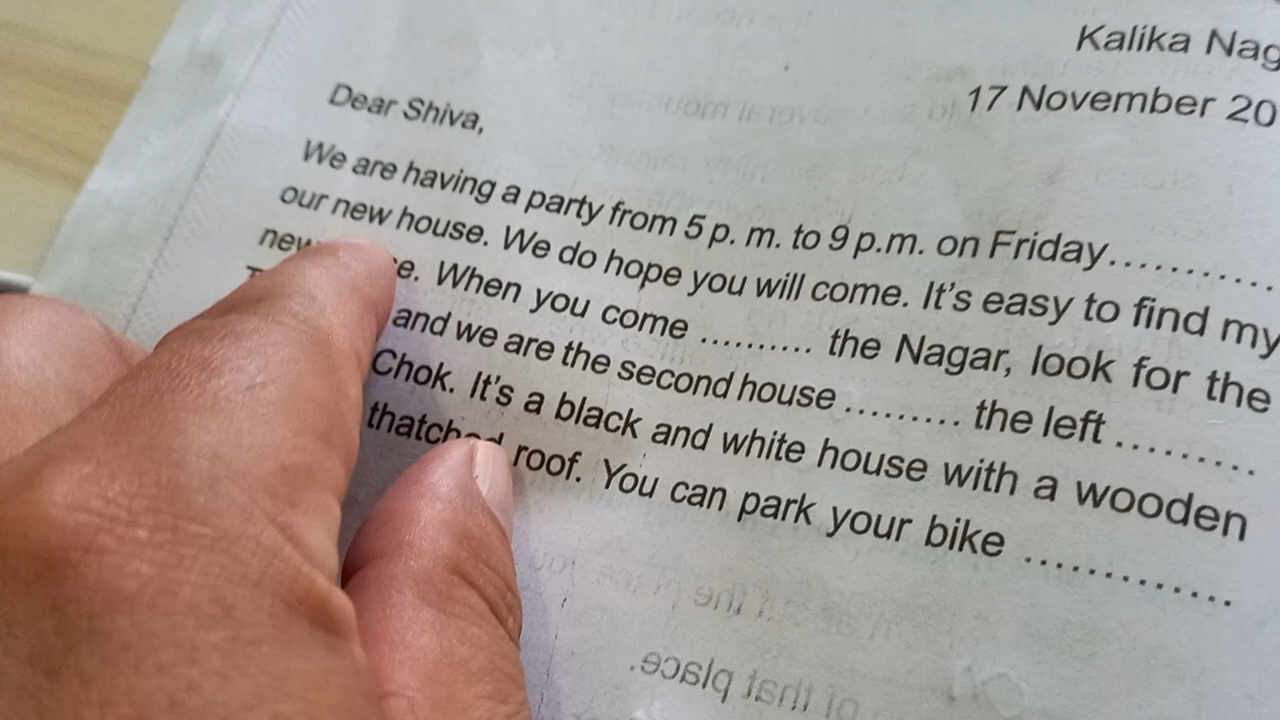 Kalika Nag
17 November 20
Dear Shiva,
We are having a party from 5 p. m. to 9 p.m. on Friday............
our new house. We do hope you will come. It's easy to find my
new When you come .......... the Nagar, look for the
and we are the second house ......... the left ..........
Chok. It's a black and white house with a wooden
thatched roof. You can park your bike .............